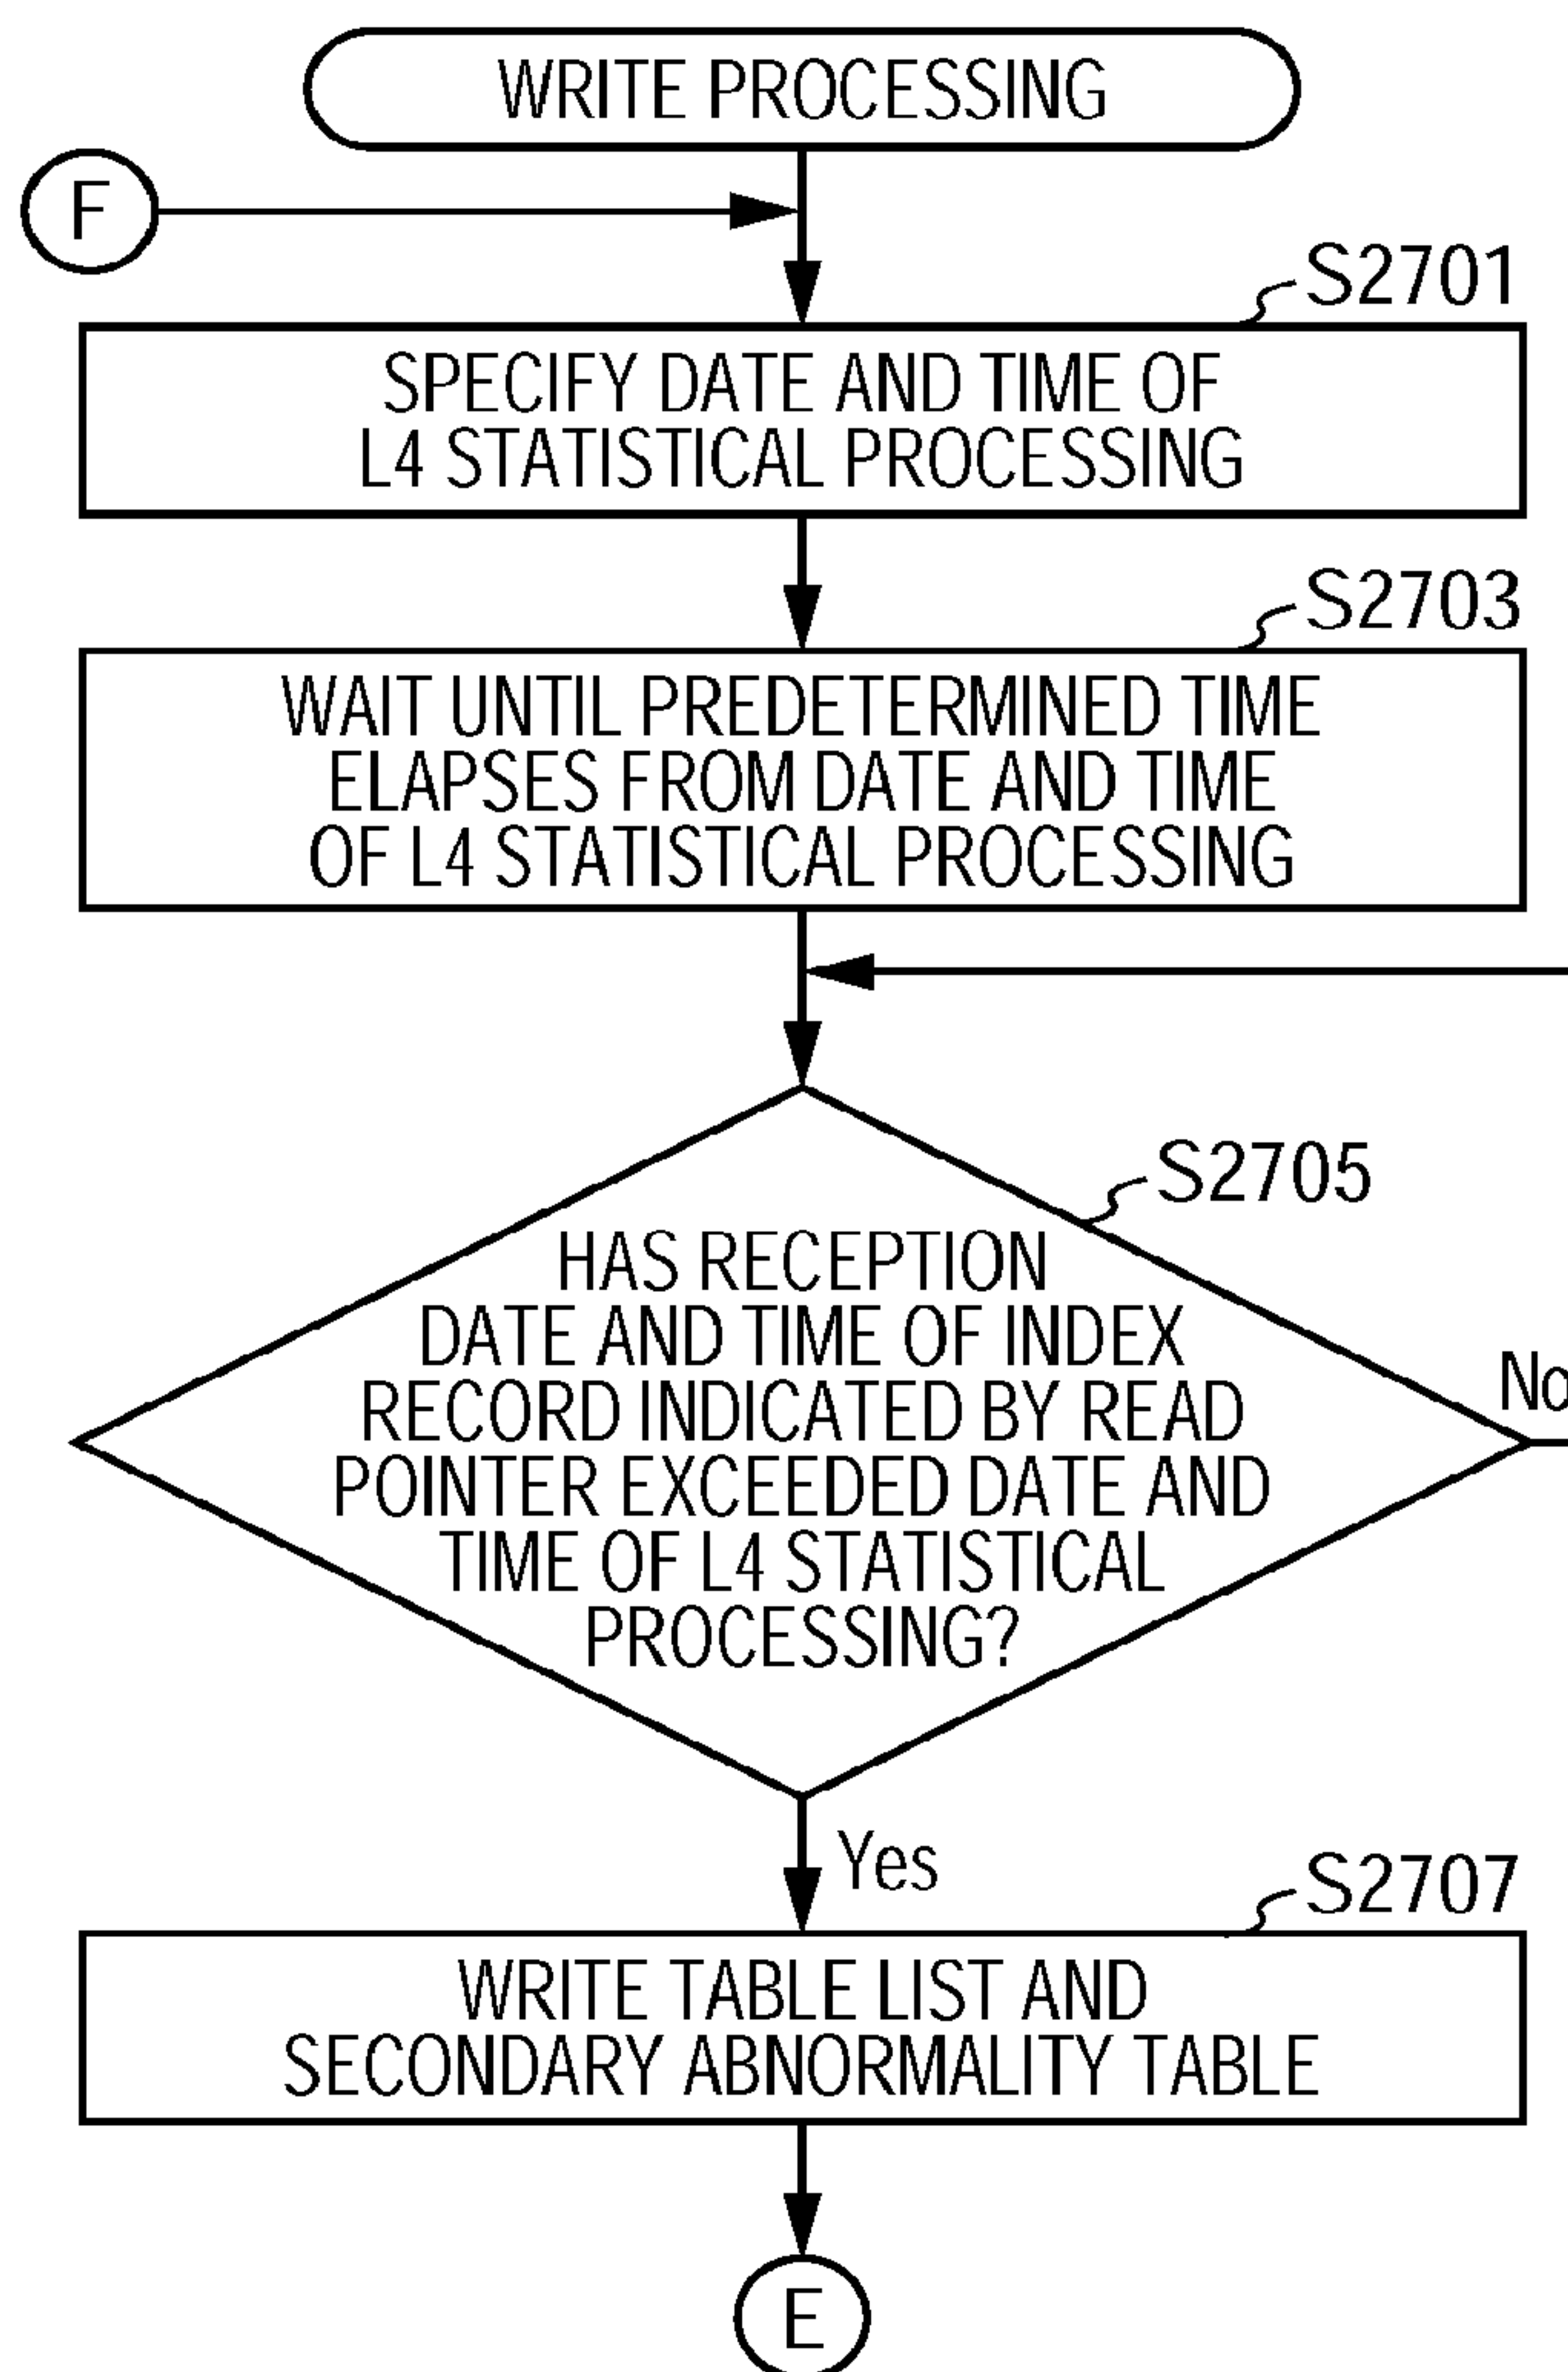 WRITE PROCESSING
F
S2701
SPECIFY DATE AND TIME OF
L4 STATISTICAL PROCESSING
S2703
WAIT UNTIL PREDETERMINED TIME
ELAPSES FROM DATE AND TIME
OF L4 STATISTICAL PROCESSING
S2705
HAS RECEPTION
DATE AND TIME OF INDEX
RECORD INDICATED BY READ
POINTER EXCEEDED DATE AND
TIME OF L4 STATISTICAL
PROCESSING?
No
Yes
S2707
WRITE TABLE LIST AND
SECONDARY ABNORMALITY TABLE
E